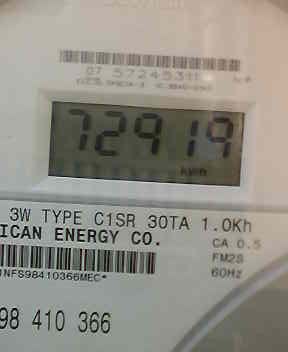 07 57245311
72919
kWh
3W TYPE C1SR 30TA 1.0Kh
ICAN ENERGY CO.
CA 0.5
FM2S
60Hz
1NFS98410366MEC*
98 410 366